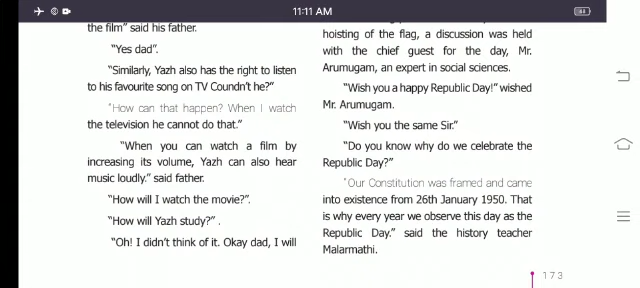 11:11 AM
the film” said his father.
“Yes dad”.
“Similarly, Yazh also has the right to listen
to his favourite song on TV Coundn’t he?”
“How can that happen? When I watch
the television he cannot do that.”
“When you can watch a film by
increasing its volume, Yazh can also hear
music loudly.” said father.
“How will I watch the movie?”.
“How will Yazh study?” .
“Oh! I didn’t think of it. Okay dad, I will
hoisting of the flag, a discussion was held
with the chief guest for the day, Mr.
Arumugam, an expert in social sciences.
“Wish you a happy Republic Day!” wished
Mr. Arumugam.
“Wish you the same Sir.”
“Do you know why do we celebrate the
Republic Day?”
“Our Constitution was framed and came
into existence from 26th January 1950. That
is why every year we observe this day as the
Republic Day.” said the history teacher
Malarmathi.
173